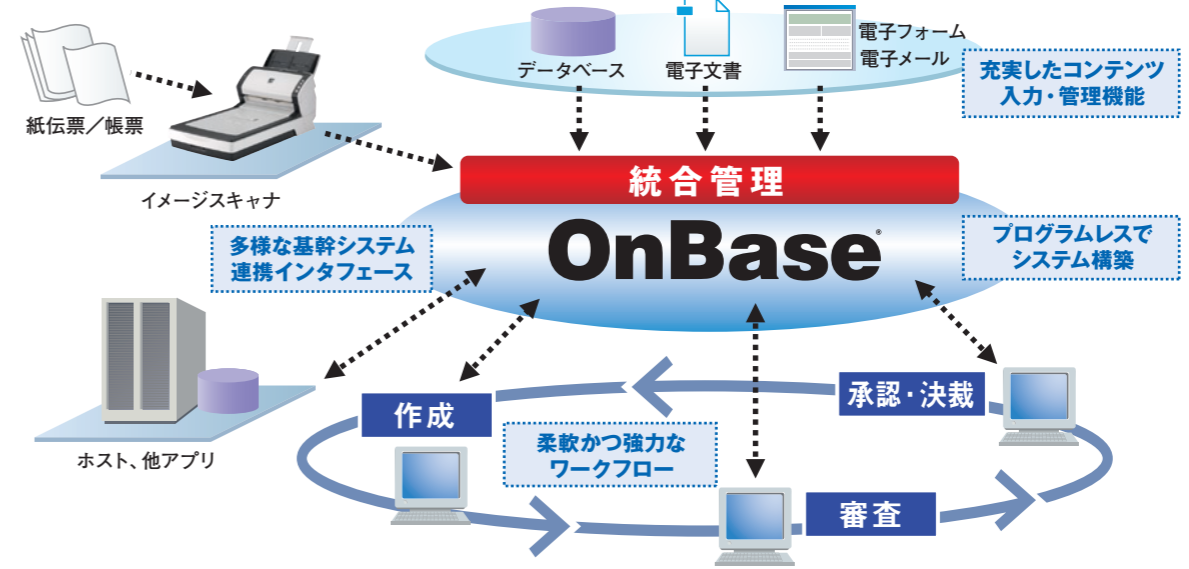 電子フォーム
電子メール
データベース
電子文書
充実したコンテンツ
入力・管理機能
紙伝票／帳票
イメージスキャナ
統合管理
OnBase®
多様な基幹システム
連携インタフェース
プログラムレスで
システム構築
ホスト、他アプリ
作成
承認・決裁
柔軟かつ強力な
ワークフロー
審査